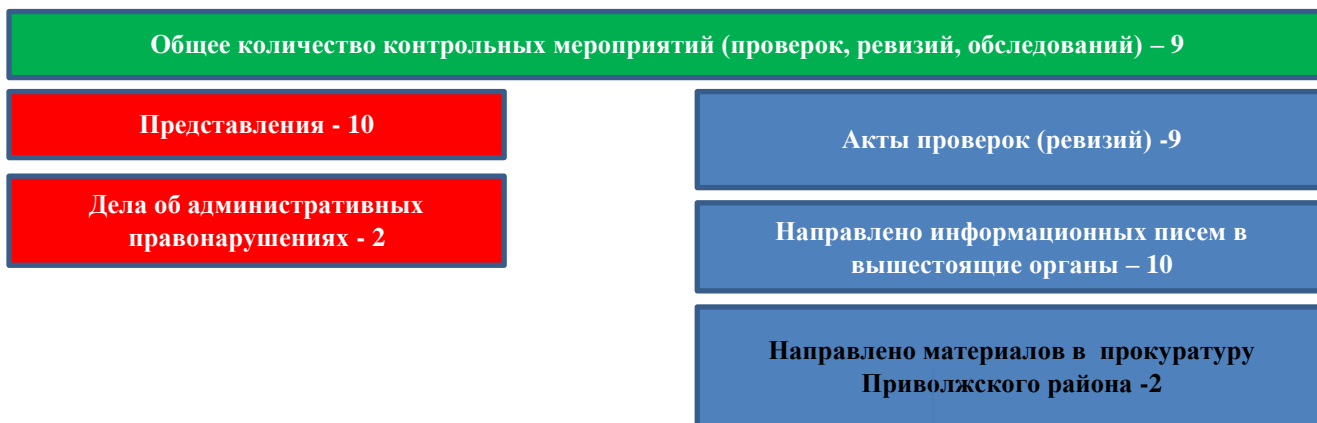 Общее количество контрольных мероприятий (проверок, ревизий, обследований) – 9
Представления - 10
Дела об административных
правонарушениях - 2
Акты проверок (ревизий) -9
Направлено информационных писем в
вышестоящие органы – 10
Направлено материалов в прокуратуру
Приволжского района -2